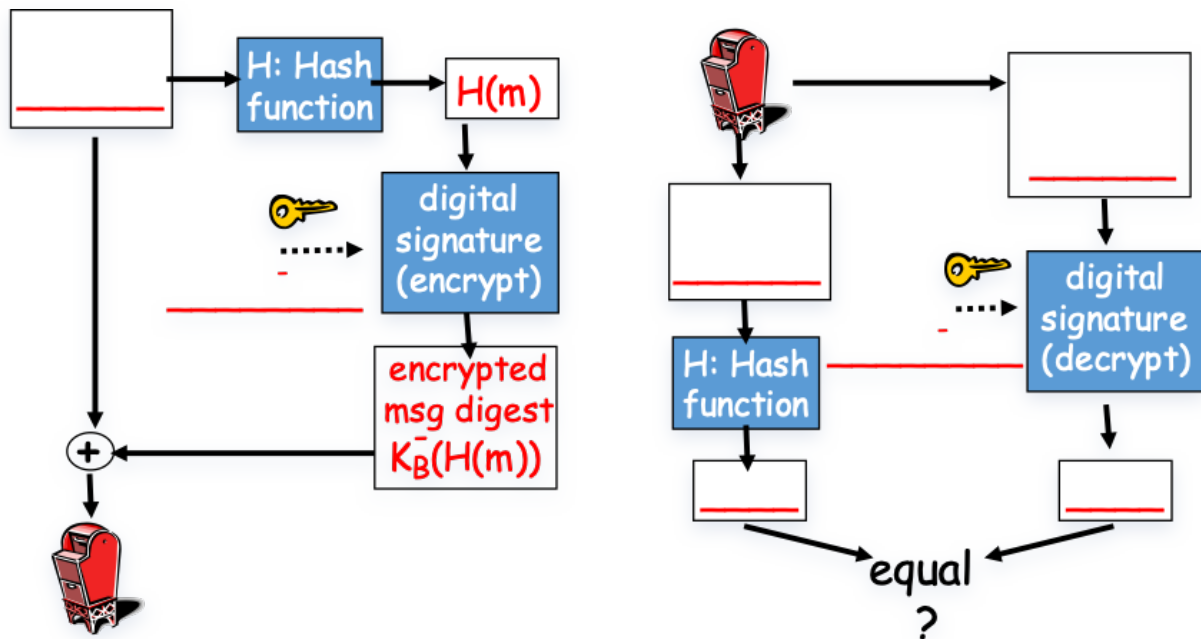 H: Hash
function
H(m)
digital
signature
(encrypt)
-
encrypted
msg digest
K̄B(H(m))
+
digital
signature
(decrypt)
-
H: Hash
function
equal
?